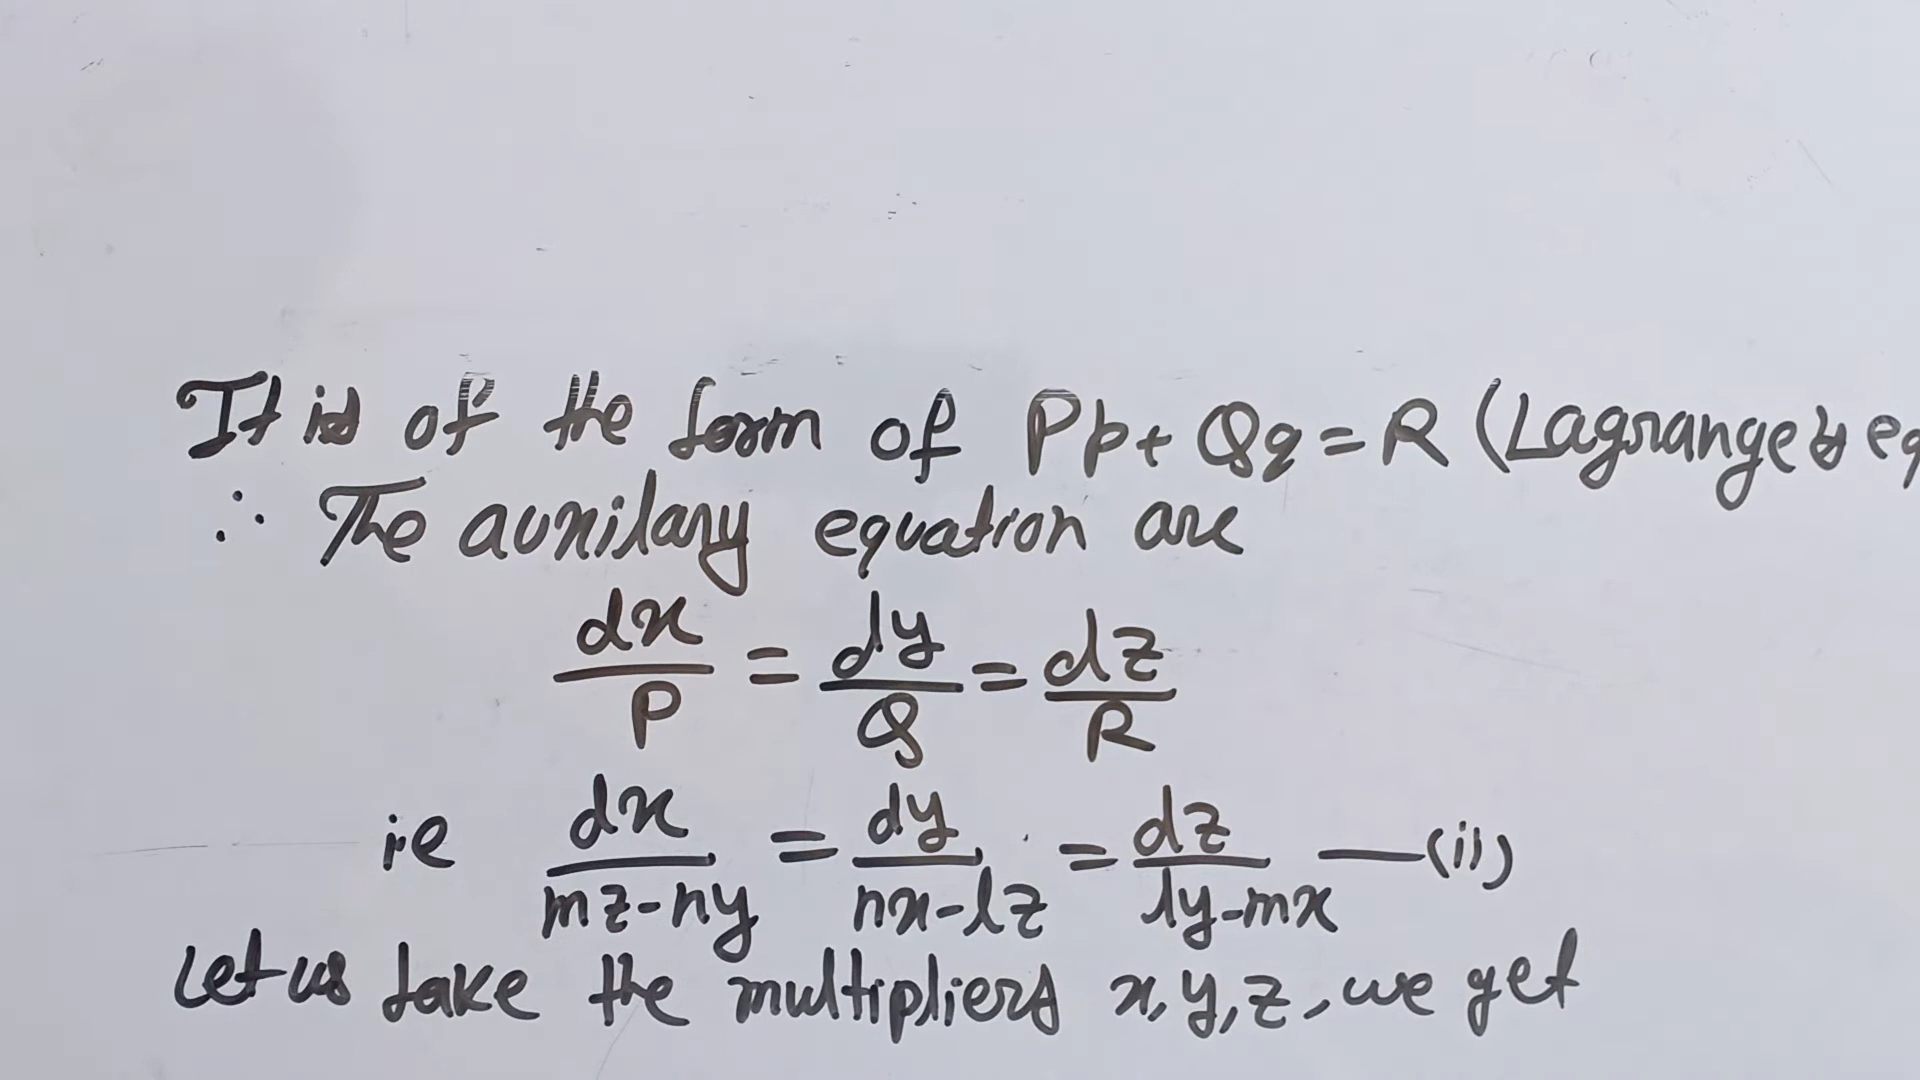 It is of the form of Pp + Qq = R (Lagrange's eq
∴ The auxilary equation are
dx/P = dy/Q = dz/R
ie dx/(mz-ny) = dy/(nx-lz) = dz/(ly-mx) —(ii)
Let us take the multipliers x, y, z, we get